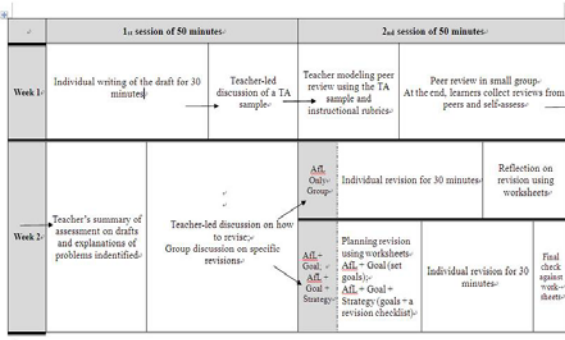 1st session of 50 minutes
2nd session of 50 minutes
Week 1
Individual writing of the draft for 30
minutes
Teacher-led
discussion of a TA
sample
Teacher modeling peer
review using the TA
sample and
instructional rubrics
Peer review in small group
At the end, learners collect reviews from
peers and self-assess
Week 2
Teacher's summary of
assessment on drafts
and explanations of
problems indentified
Teacher-led discussion on how
to revise;
Group discussion on specific
revisions
AfL
Only
Group
Individual revision for 30 minutes
Reflection on
revision using
worksheets
AfL+
Goal;
AfL +
Goal +
Strategy
Planning revision
using worksheets
AfL + Goal (set
goals);
AfL + Goal +
Strategy (goals + a
revision checklist)
Individual revision for 30
minutes
Final
check
against
work-
sheets